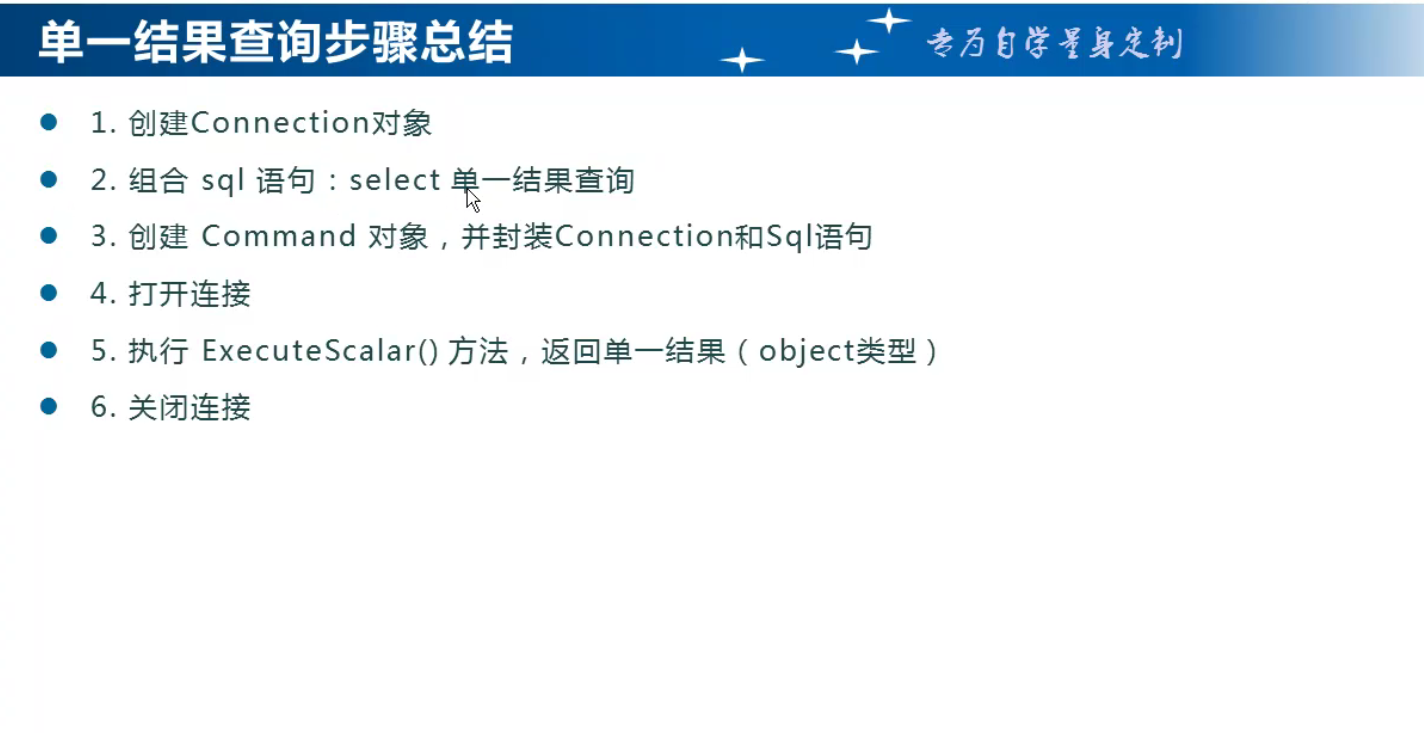 单一结果查询步骤总结
专为自学量身定制
1. 创建Connection对象
2. 组合 sql 语句：select 单一结果查询
3. 创建 Command 对象，并封装Connection和Sql语句
4. 打开连接
5. 执行 ExecuteScalar() 方法，返回单一结果（object类型）
6. 关闭连接